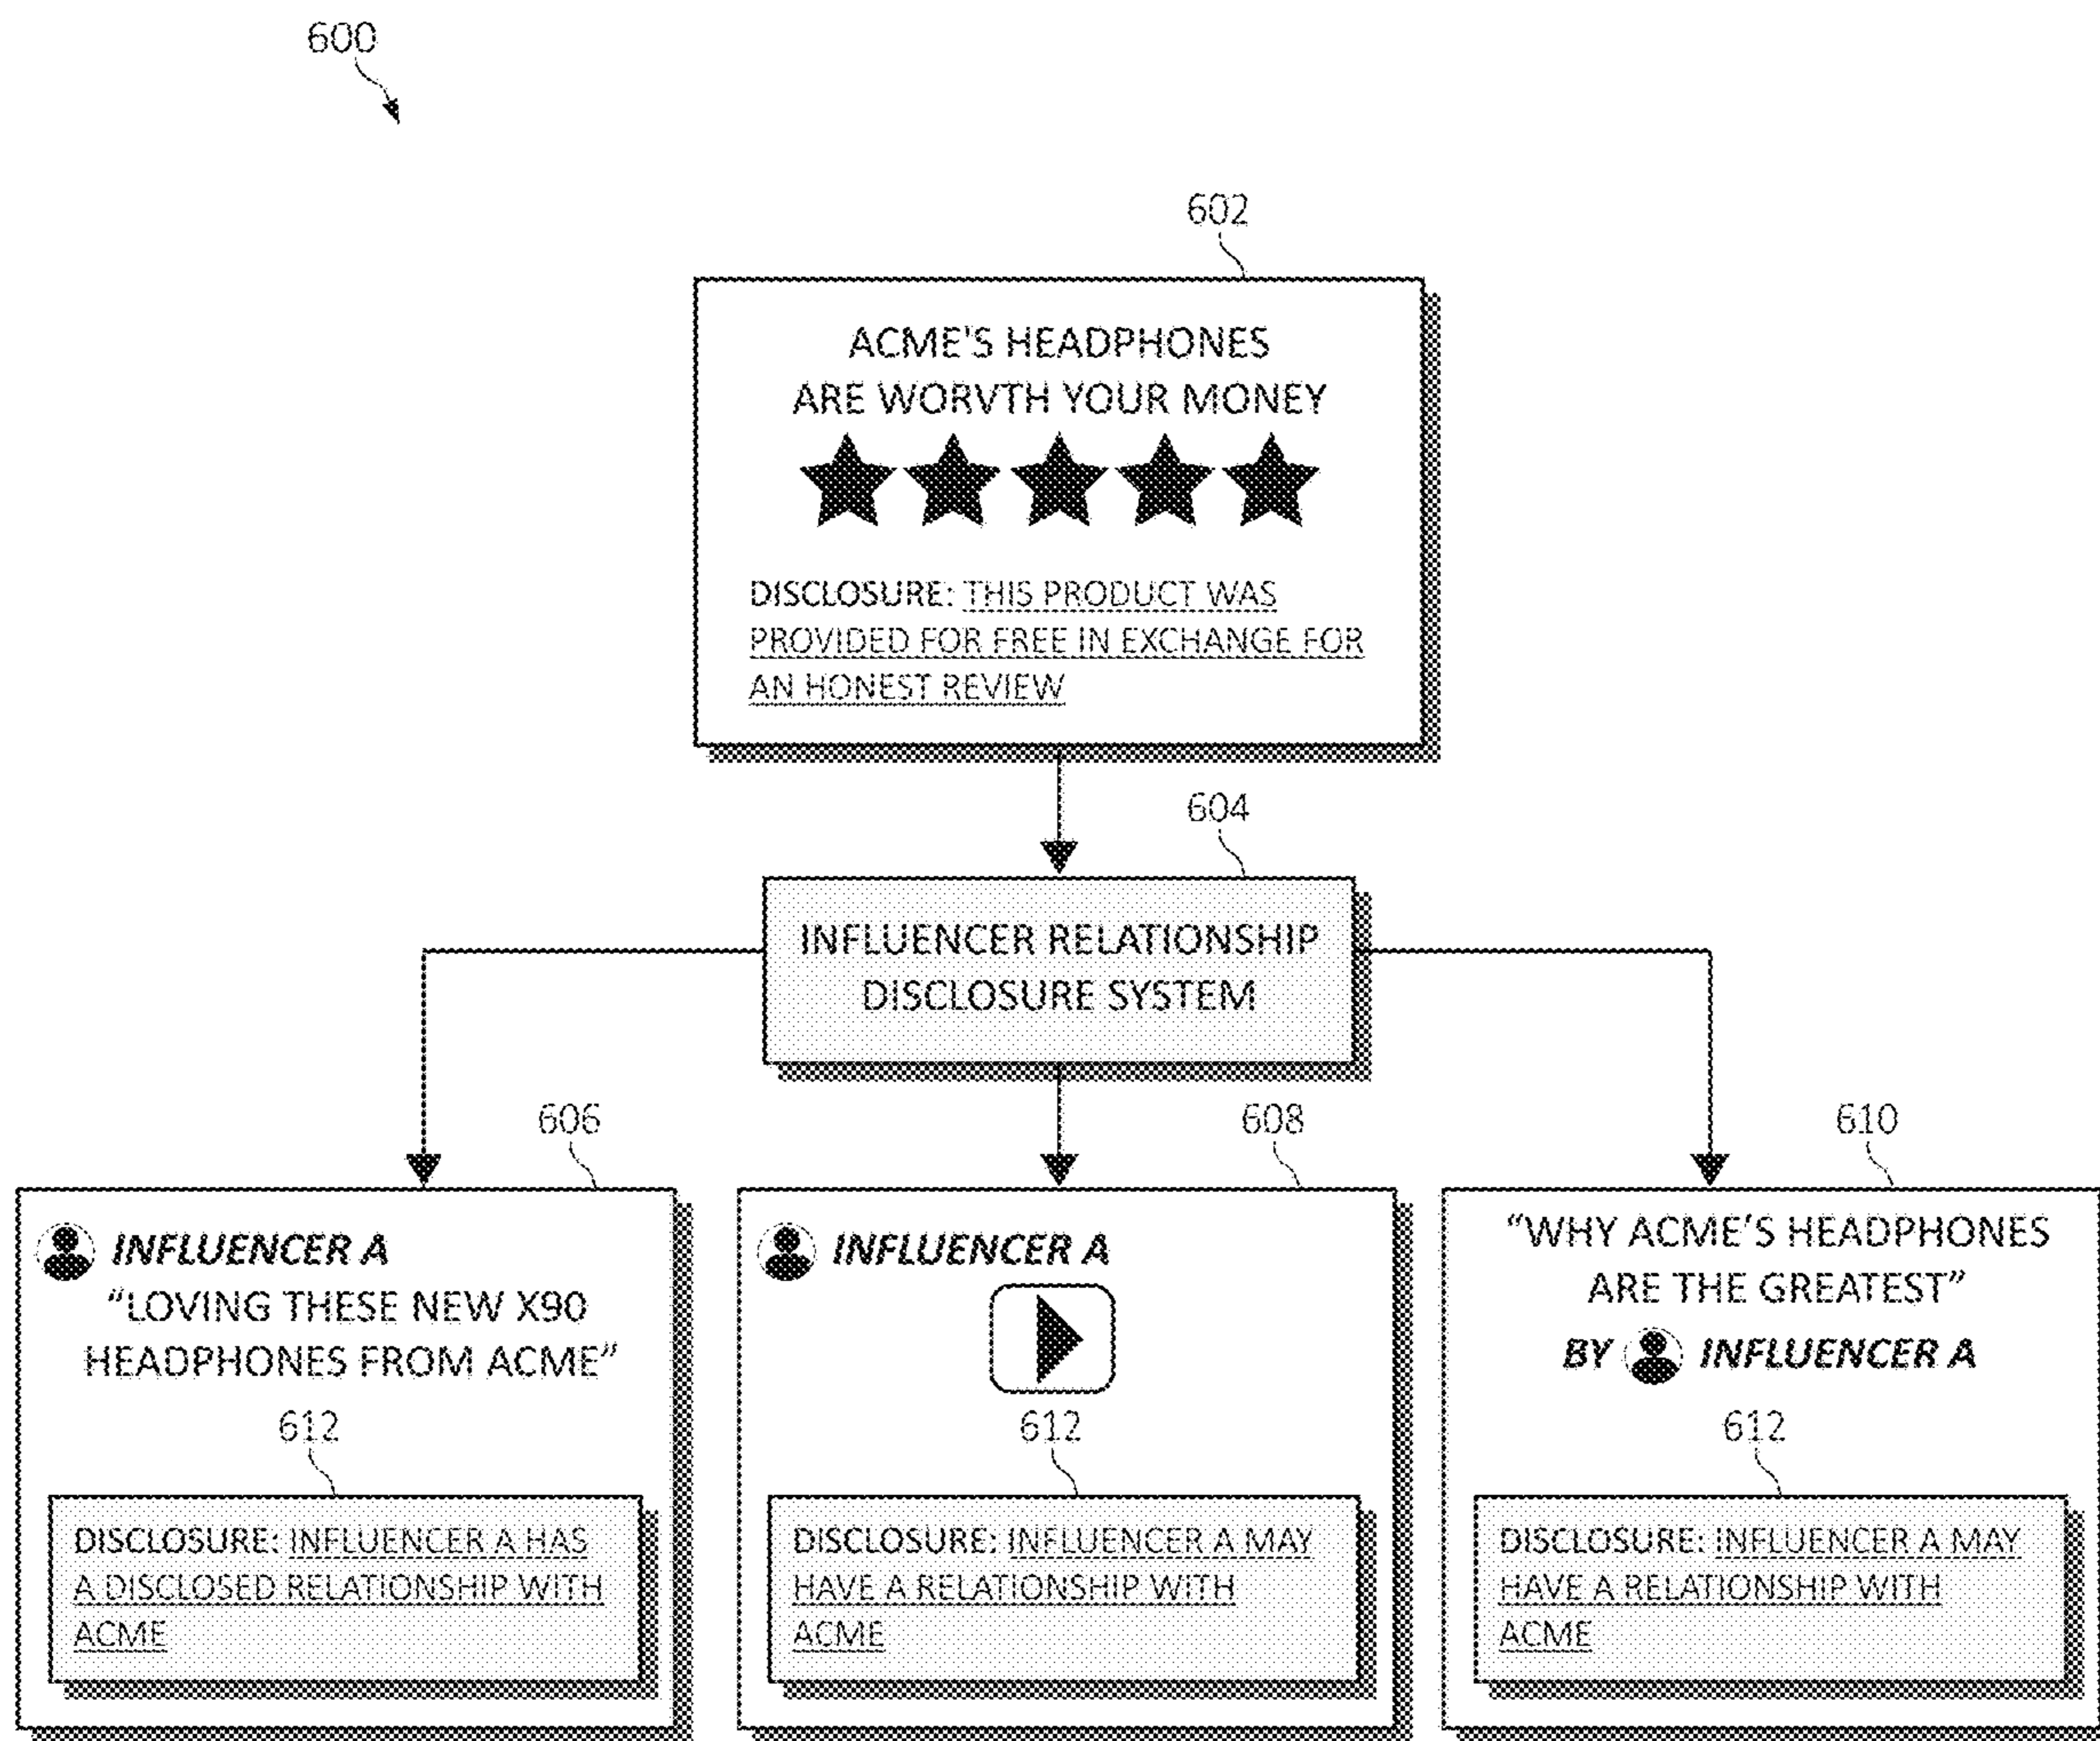 600
602
ACME'S HEADPHONES
ARE WORVTH YOUR MONEY
DISCLOSURE: THIS PRODUCT WAS
PROVIDED FOR FREE IN EXCHANGE FOR
AN HONEST REVIEW
604
INFLUENCER RELATIONSHIP
DISCLOSURE SYSTEM
606
INFLUENCER A
“LOVING THESE NEW X90
HEADPHONES FROM ACME”
612
DISCLOSURE: INFLUENCER A HAS
A DISCLOSED RELATIONSHIP WITH
ACME
608
INFLUENCER A
612
DISCLOSURE: INFLUENCER A MAY
HAVE A RELATIONSHIP WITH
ACME
610
“WHY ACME’S HEADPHONES
ARE THE GREATEST”
BY INFLUENCER A
612
DISCLOSURE: INFLUENCER A MAY
HAVE A RELATIONSHIP WITH
ACME